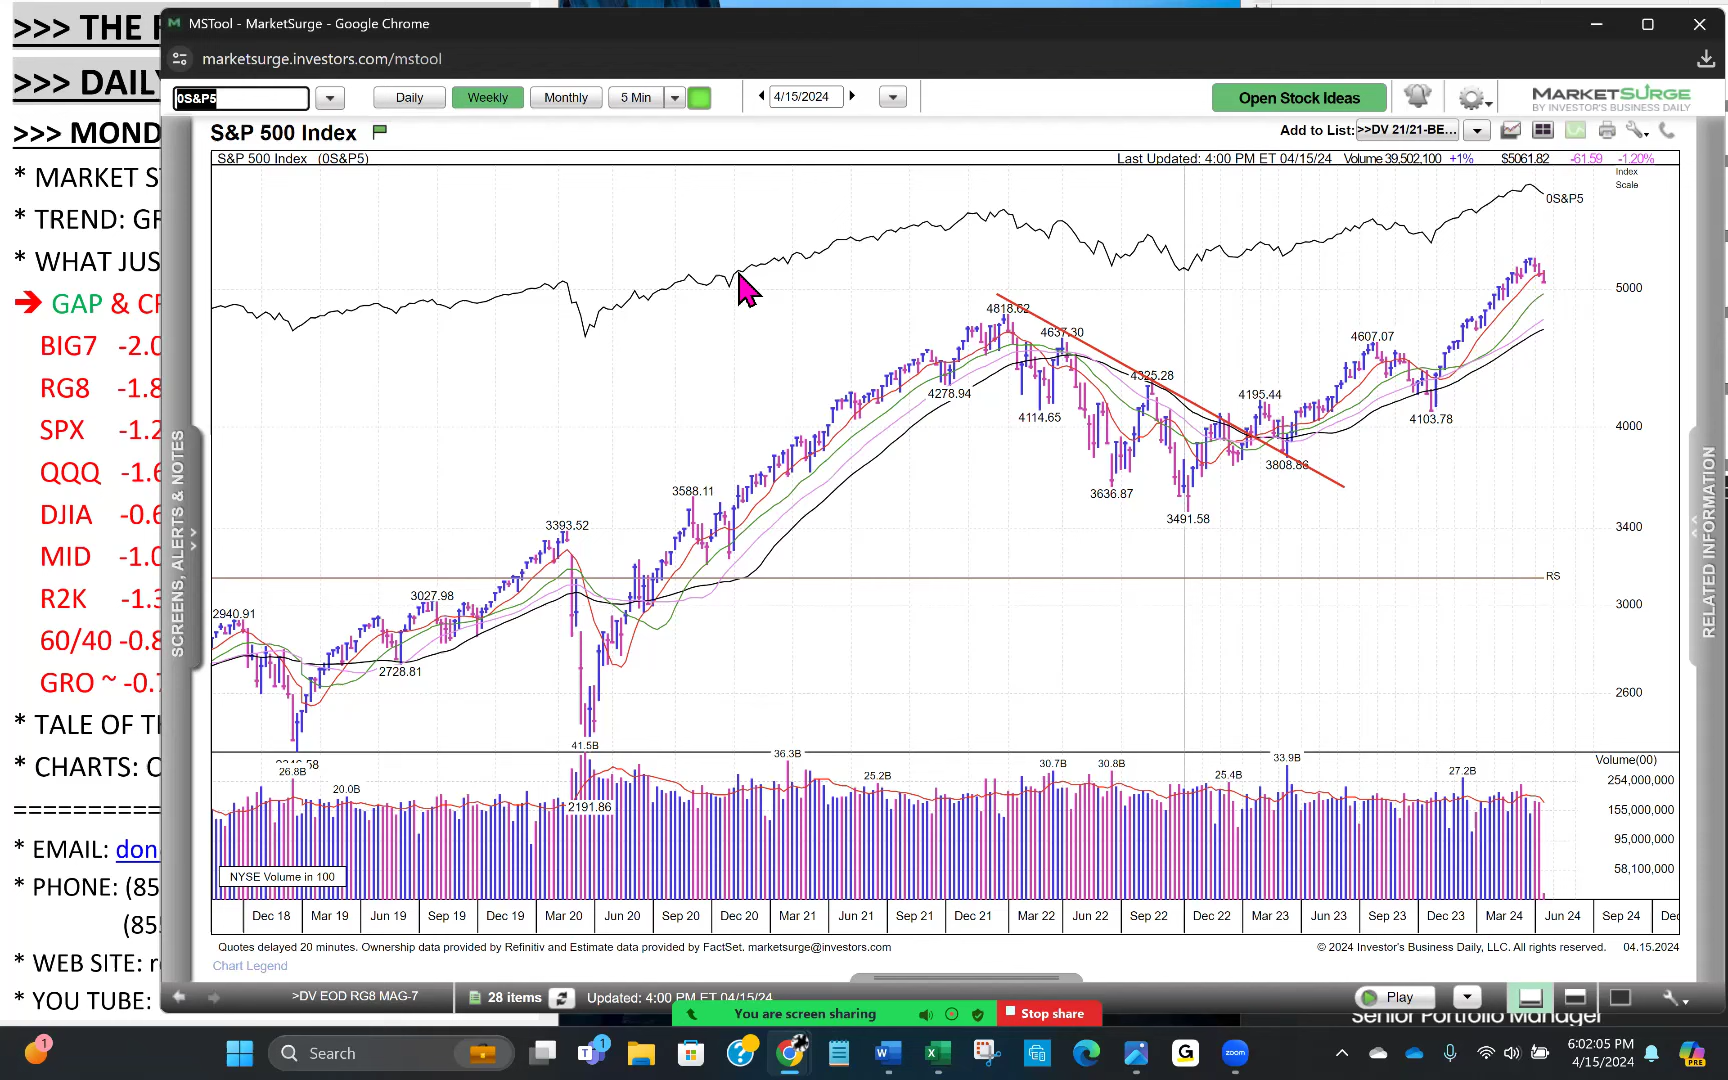 >>> THE
MSTool - MarketSurge - Google Chrome
marketsurge.investors.com/mstool
>>> DAILY
0S&P5
Daily
Weekly
Monthly
5 Min
4/15/2024
Open Stock Ideas
MARKETSURGE
BY INVESTOR'S BUSINESS DAILY
>>> MOND
S&P 500 Index
Add to List:
>>DV 21/21-BE...
S&P 500 Index (0S&P5)
Last Updated: 4:00 PM ET 04/15/24 Volume 39,502,100 +1% $5061.82 -61.59 -1.20%
Index
Scale
0S&P5
* MARKET S
* TREND: GR
* WHAT JUS
GAP & CR
BIG7 -2.0
RG8 -1.8
SPX -1.2
QQQ -1.6
DJIA -0.6
MID -1.0
R2K -1.3
60/40 -0.8
GRO ~ -0.7
* TALE OF TH
* CHARTS: C
* EMAIL: don
* PHONE: (85
(855
* WEB SITE: r
* YOU TUBE:
SCREENS, ALERTS & NOTES
RELATED INFORMATION
5000
4000
3400
3000
2600
RS
4818.62
4637.30
4607.07
4325.28
4278.94
4195.44
4114.65
4103.78
3808.86
3636.87
3588.11
3491.58
3393.52
3027.98
2940.91
2728.81
2191.86
41.5B
36.3B
33.9B
30.7B
30.8B
27.2B
26.8B
25.2B
25.4B
20.0B
Volume(00)
254,000,000
155,000,000
95,000,000
58,100,000
NYSE Volume in 100
Dec 18 Mar 19 Jun 19 Sep 19 Dec 19 Mar 20 Jun 20 Sep 20 Dec 20 Mar 21 Jun 21 Sep 21 Dec 21 Mar 22 Jun 22 Sep 22 Dec 22 Mar 23 Jun 23 Sep 23 Dec 23 Mar 24 Jun 24 Sep 24 Dec
Quotes delayed 20 minutes. Ownership data provided by Refinitiv and Estimate data provided by FactSet. marketsurge@investors.com
© 2024 Investor's Business Daily, LLC. All rights reserved. 04.15.2024
Chart Legend
>DV EOD RG8 MAG-7
28 items
Updated: 4:00 PM ET 04/15/24
Play
You are screen sharing
Stop share
Senior Portfolio Manager
Search
zoom
6:02:05 PM
4/15/2024